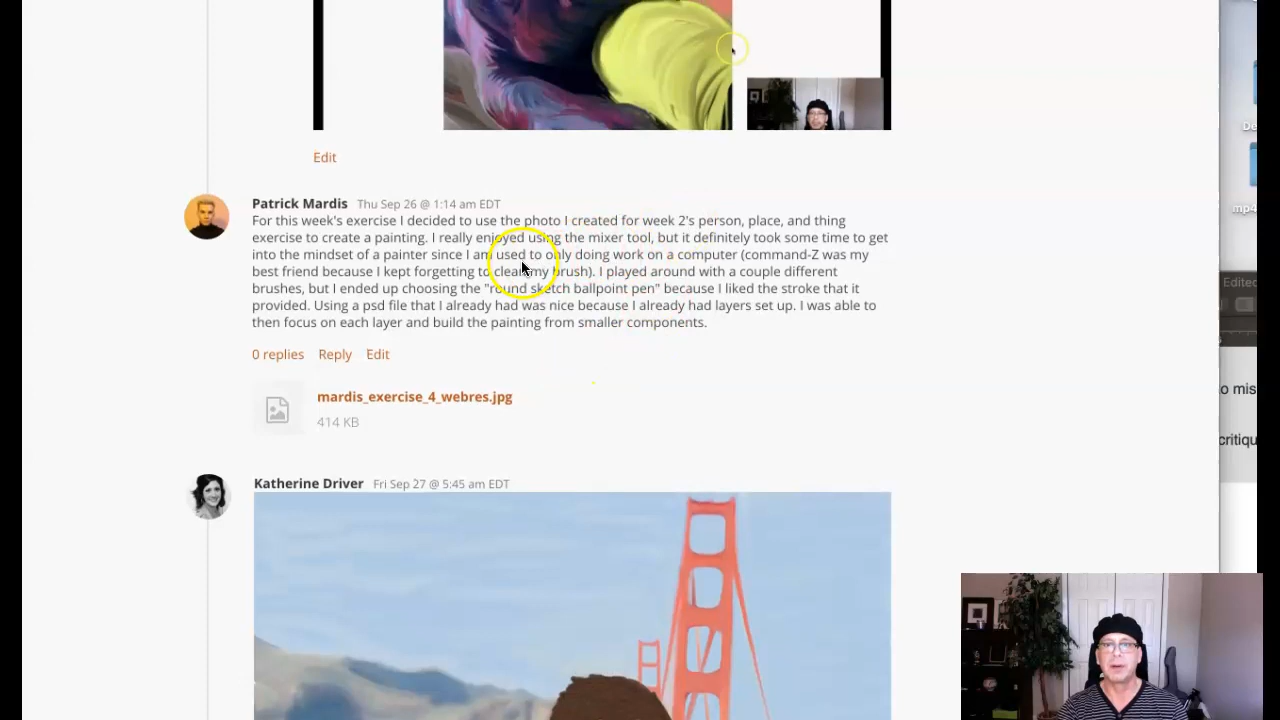 Edit
Patrick Mardis Thu Sep 26 @ 1:14 am EDT
For this week's exercise I decided to use the photo I created for week 2's person, place, and thing
exercise to create a painting. I really enjoyed using the mixer tool, but it definitely took some time to get
into the mindset of a painter since I am used to only doing work on a computer (command-Z was my
best friend because I kept forgetting to clean my brush). I played around with a couple different
brushes, but I ended up choosing the "round sketch ballpoint pen" because I liked the stroke that it
provided. Using a psd file that I already had was nice because I already had layers set up. I was able to
then focus on each layer and build the painting from smaller components.
0 replies Reply Edit
mardis_exercise_4_webres.jpg
414 KB
Katherine Driver Fri Sep 27 @ 5:45 am EDT
De
mp4
Edited
o mis
critiqu